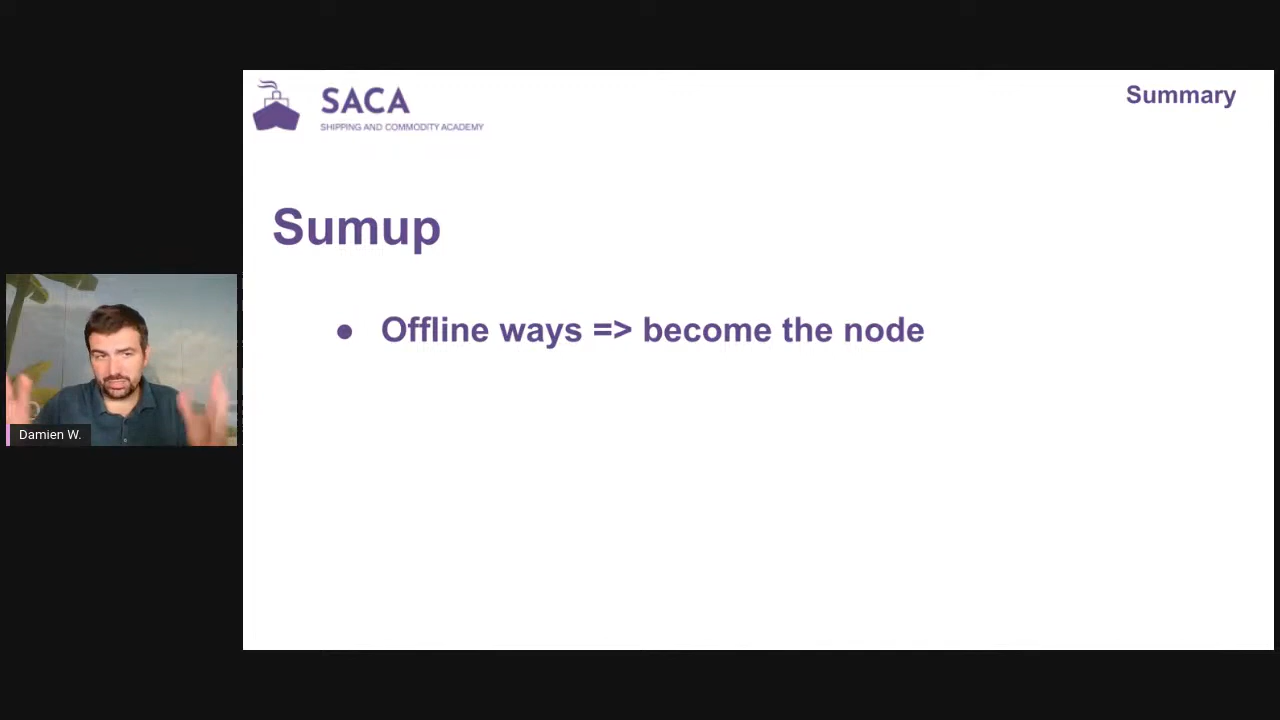 SACA
SHIPPING AND COMMODITY ACADEMY
Summary
Sumup
● Offline ways => become the node
Damien W.